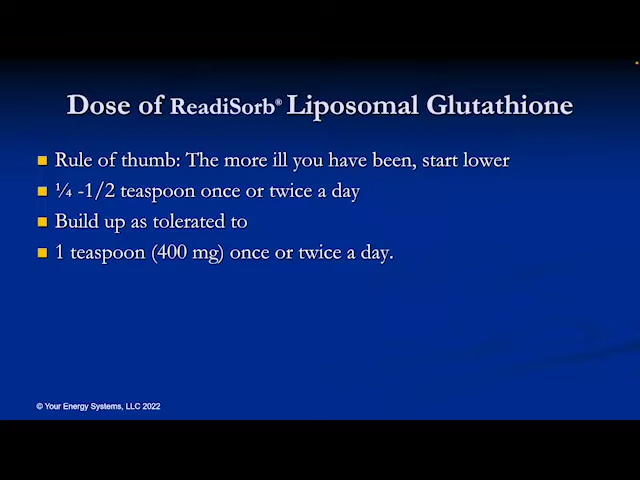 Dose of ReadiSorb® Liposomal Glutathione
Rule of thumb: The more ill you have been, start lower
¼ -1/2 teaspoon once or twice a day
Build up as tolerated to
1 teaspoon (400 mg) once or twice a day.
© Your Energy Systems, LLC 2022